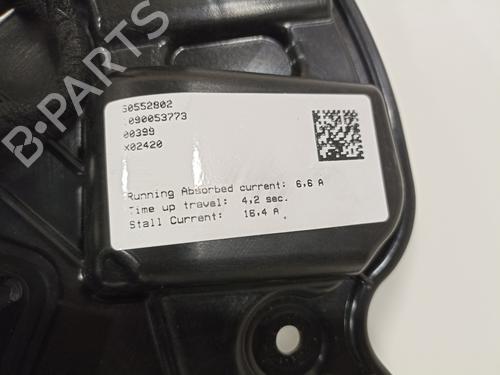 50552802
090053773
00399
x02420
Running Absorbed current: 6,6 A
Time up travel: 4,2 sec.
Stall Current: 16,4 A
B-PARTS